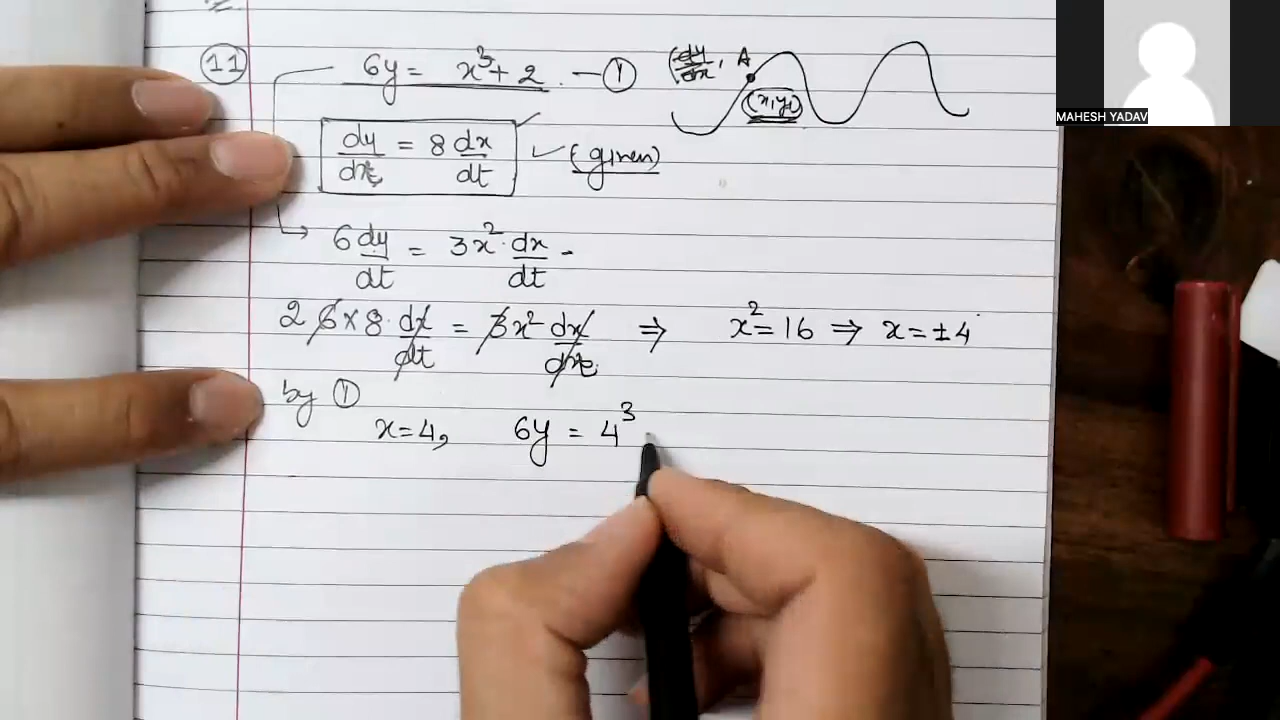 11 6y = x³ + 2 — 1
(dy/dx, A
(x,y)
dy/dt = 8 dx/dt (given)
6 dy/dt = 3x² · dx/dt -
2 6 × 8 · dx/dt = 3x² dx/dt ⇒ x² = 16 ⇒ x = ±4
by 1
x = 4, 6y = 4³
MAHESH YADAV